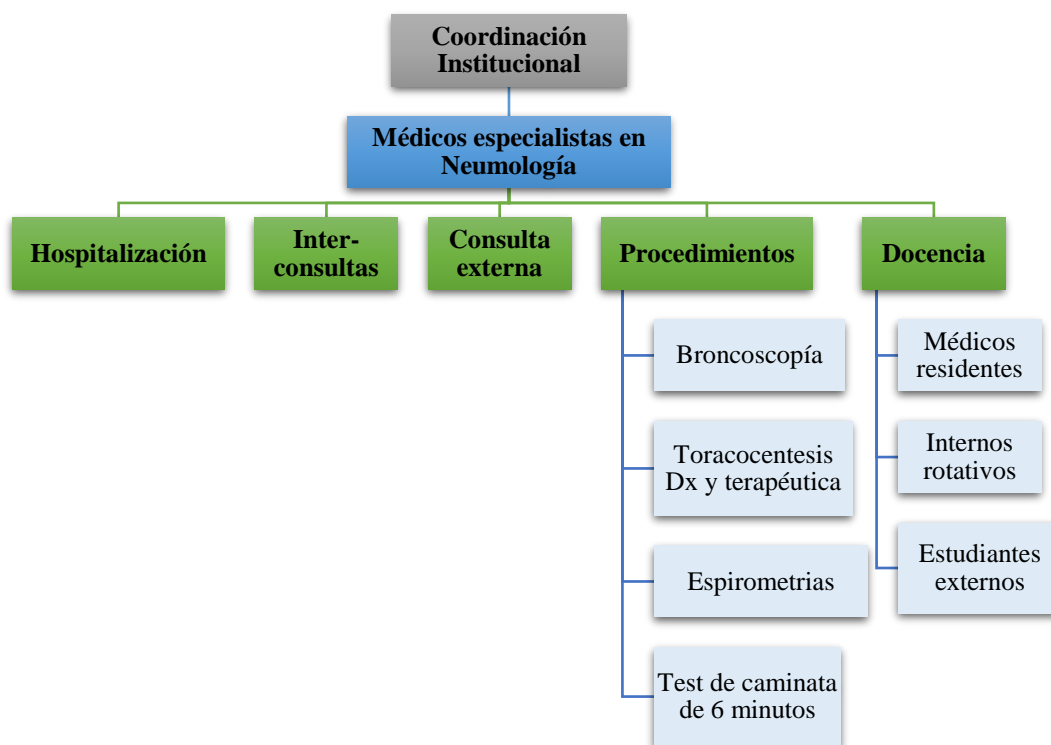 Coordinación
Institucional
Médicos especialistas en
Neumología
Hospitalización
Inter-
consultas
Consulta
externa
Procedimientos
Docencia
Broncoscopía
Toracocentesis
Dx y terapéutica
Espirometrias
Test de caminata
de 6 minutos
Médicos
residentes
Internos
rotativos
Estudiantes
externos